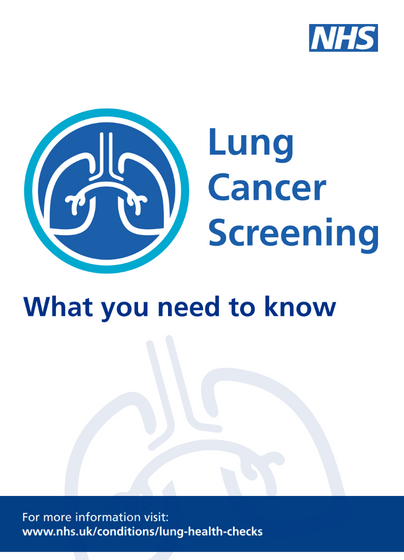 NHS
Lung
Cancer
Screening
What you need to know
For more information visit:
www.nhs.uk/conditions/lung-health-checks